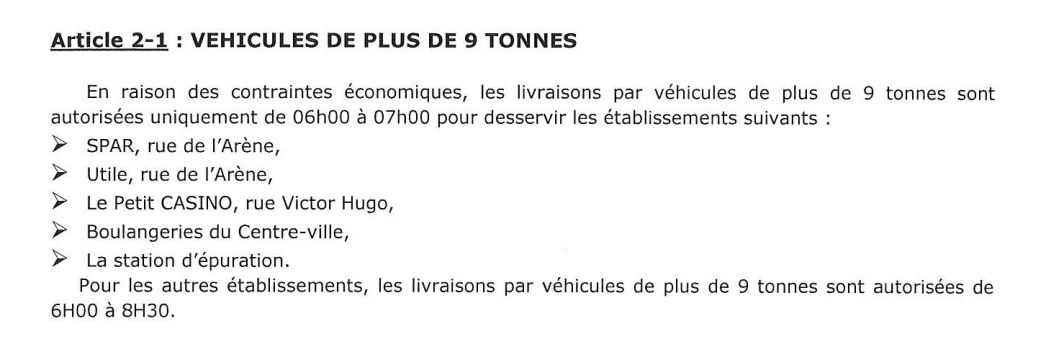 Article 2-1 : VEHICULES DE PLUS DE 9 TONNES
En raison des contraintes économiques, les livraisons par véhicules de plus de 9 tonnes sont
autorisées uniquement de 06h00 à 07h00 pour desservir les établissements suivants :
➢ SPAR, rue de l'Arène,
➢ Utile, rue de l'Arène,
➢ Le Petit CASINO, rue Victor Hugo,
➢ Boulangeries du Centre-ville,
➢ La station d'épuration.
Pour les autres établissements, les livraisons par véhicules de plus de 9 tonnes sont autorisées de
6H00 à 8H30.